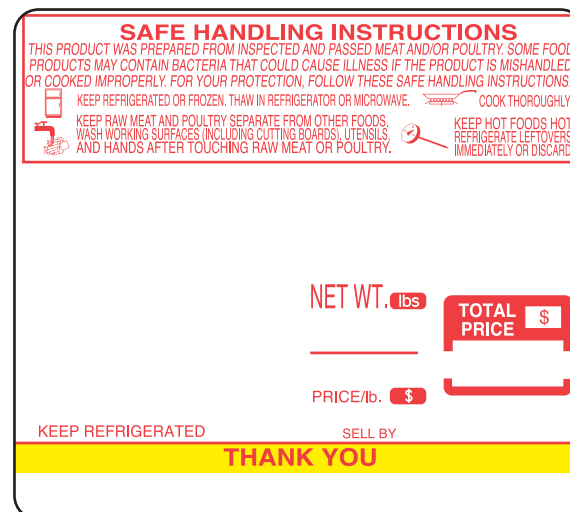 SAFE HANDLING INSTRUCTIONS
THIS PRODUCT WAS PREPARED FROM INSPECTED AND PASSED MEAT AND/OR POULTRY. SOME FOOD
PRODUCTS MAY CONTAIN BACTERIA THAT COULD CAUSE ILLNESS IF THE PRODUCT IS MISHANDLED
OR COOKED IMPROPERLY. FOR YOUR PROTECTION, FOLLOW THESE SAFE HANDLING INSTRUCTIONS.
KEEP REFRIGERATED OR FROZEN. THAW IN REFRIGERATOR OR MICROWAVE.
COOK THOROUGHLY
KEEP RAW MEAT AND POULTRY SEPARATE FROM OTHER FOODS.
WASH WORKING SURFACES (INCLUDING CUTTING BOARDS), UTENSILS,
AND HANDS AFTER TOUCHING RAW MEAT OR POULTRY.
KEEP HOT FOODS HOT
REFRIGERATE LEFTOVERS
IMMEDIATELY OR DISCARD
NET WT. lbs
TOTAL PRICE $
PRICE/lb. $
KEEP REFRIGERATED
SELL BY
THANK YOU